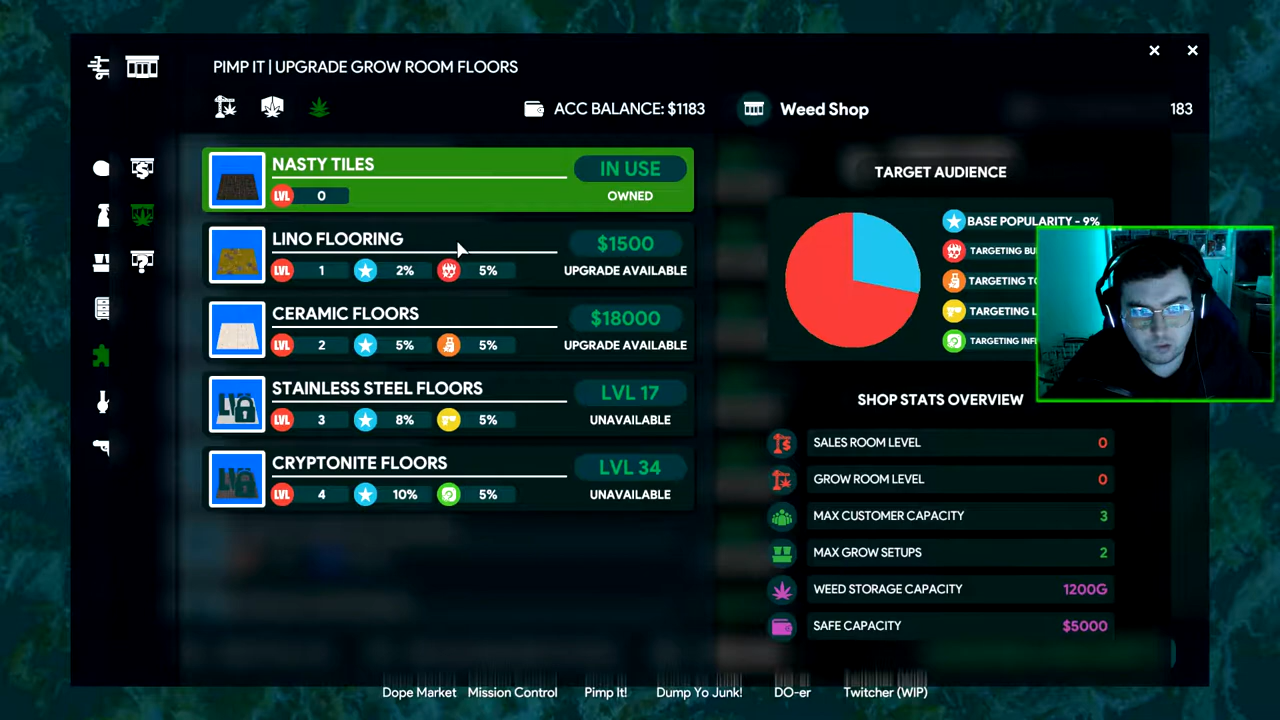 PIMP IT | UPGRADE GROW ROOM FLOORS
ACC BALANCE: $1183
Weed Shop
183
NASTY TILES
IN USE
LVL 0
OWNED
LINO FLOORING
$1500
LVL 1 2% 5%
UPGRADE AVAILABLE
CERAMIC FLOORS
$18000
LVL 2 5% 5%
UPGRADE AVAILABLE
STAINLESS STEEL FLOORS
LVL 17
LVL 3 8% 5%
UNAVAILABLE
CRYPTONITE FLOORS
LVL 34
LVL 4 10% 5%
UNAVAILABLE
TARGET AUDIENCE
BASE POPULARITY - 9%
TARGETING
TARGETING
TARGETING
TARGETING
SHOP STATS OVERVIEW
SALES ROOM LEVEL 0
GROW ROOM LEVEL 0
MAX CUSTOMER CAPACITY 3
MAX GROW SETUPS 2
WEED STORAGE CAPACITY 1200G
SAFE CAPACITY $5000
Dope Market Mission Control Pimp It! Dump Yo Junk! DO-er Twitcher (WIP)